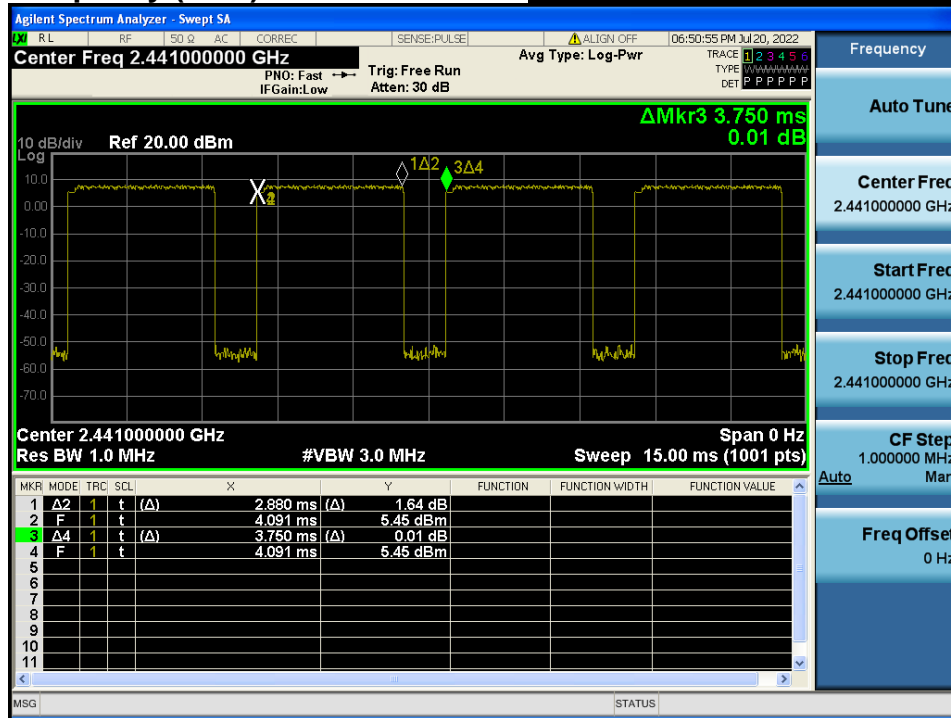 Agilent Spectrum Analyzer - Swept SA
LXI RL RF 50 Ω AC CORREC SENSE:PULSE ALIGN OFF 06:50:55 PM Jul 20, 2022
Center Freq 2.441000000 GHz
PNO: Fast
IFGain:Low
Trig: Free Run
Atten: 30 dB
Avg Type: Log-Pwr
TRACE 1 2 3 4 5 6
TYPE
DET P P P P P P
ΔMkr3 3.750 ms
0.01 dB
10 dB/div Ref 20.00 dBm
Log
1Δ2 3Δ4
10.0
0.00
-10.0
-20.0
-30.0
-40.0
-50.0
-60.0
-70.0
Center 2.441000000 GHz Span 0 Hz
Res BW 1.0 MHz #VBW 3.0 MHz Sweep 15.00 ms (1001 pts)
MKR MODE TRC SCL X Y FUNCTION FUNCTION WIDTH FUNCTION VALUE
1 Δ2 1 t (Δ) 2.880 ms (Δ) 1.64 dB
2 F 1 t 4.091 ms 5.45 dBm
3 Δ4 1 t (Δ) 3.750 ms (Δ) 0.01 dB
4 F 1 t 4.091 ms 5.45 dBm
5
6
7
8
9
10
11
MSG STATUS
Frequency
Auto Tune
Center Freq
2.441000000 GHz
Start Freq
2.441000000 GHz
Stop Freq
2.441000000 GHz
CF Step
1.000000 MHz
Auto Man
Freq Offset
0 Hz